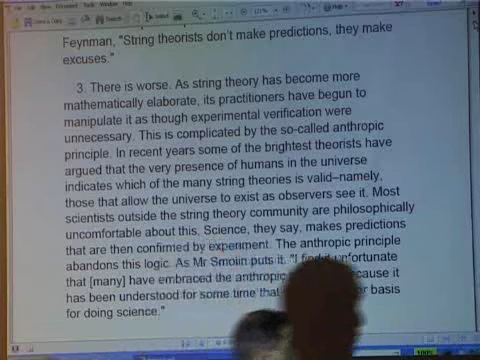 Feynman, "String theorists don't make predictions, they make
excuses."
3. There is worse. As string theory has become more
mathematically elaborate, its practitioners have begun to
manipulate it as though experimental verification were
unnecessary. This is complicated by the so-called anthropic
principle. In recent years some of the brightest theorists have
argued that the very presence of humans in the universe
indicates which of the many string theories is valid–namely,
those that allow the universe to exist as observers see it. Most
scientists outside the string theory community are philosophically
uncomfortable about this. Science, they say, makes predictions
that are then confirmed by experiment. The anthropic principle
abandons this logic. As Mr Smolin puts it, "I find it unfortunate
that [many] have embraced the anthropic because it
has been understood for some time that basis
for doing science."
100%